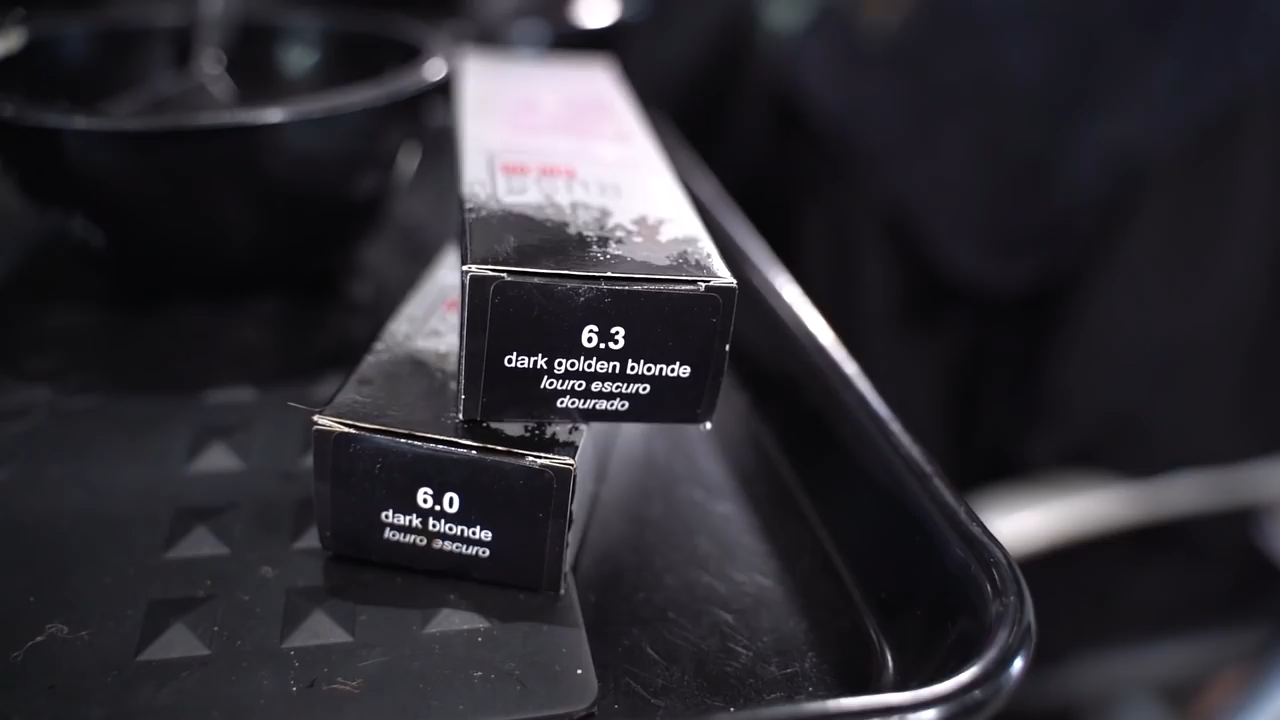 6.3
dark golden blonde
louro escuro
dourado
6.0
dark blonde
louro escuro